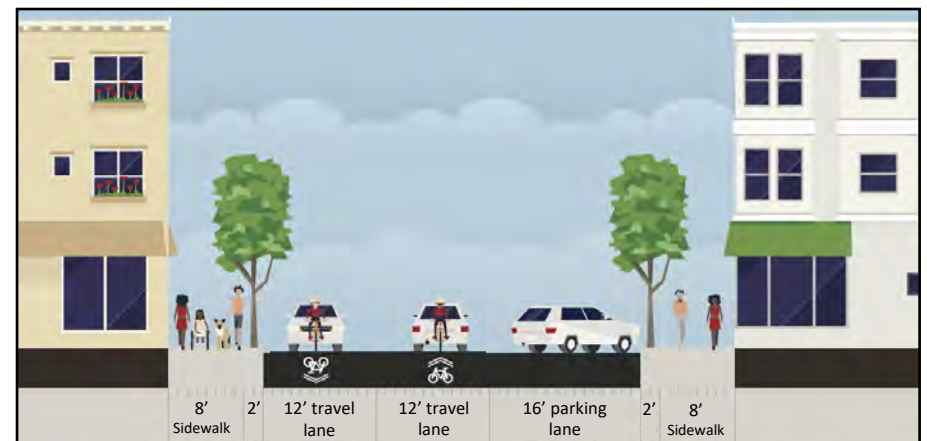 8’ 2’ 12’ travel 12’ travel 16’ parking 2’ 8’
Sidewalk lane lane lane Sidewalk